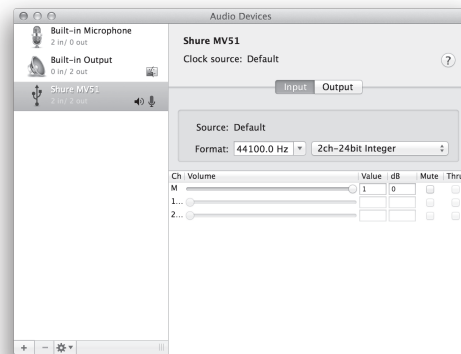 Audio Devices
Built-in Microphone
2 in/ 0 out
Built-in Output
0 in/ 2 out
Shure MV51
2 in/ 2 out
Shure MV51
Clock source: Default
?
Input Output
Source: Default
Format: 44100.0 Hz 2ch-24bit Integer
Ch Volume Value dB Mute Thru
M 1 0
1...
2...